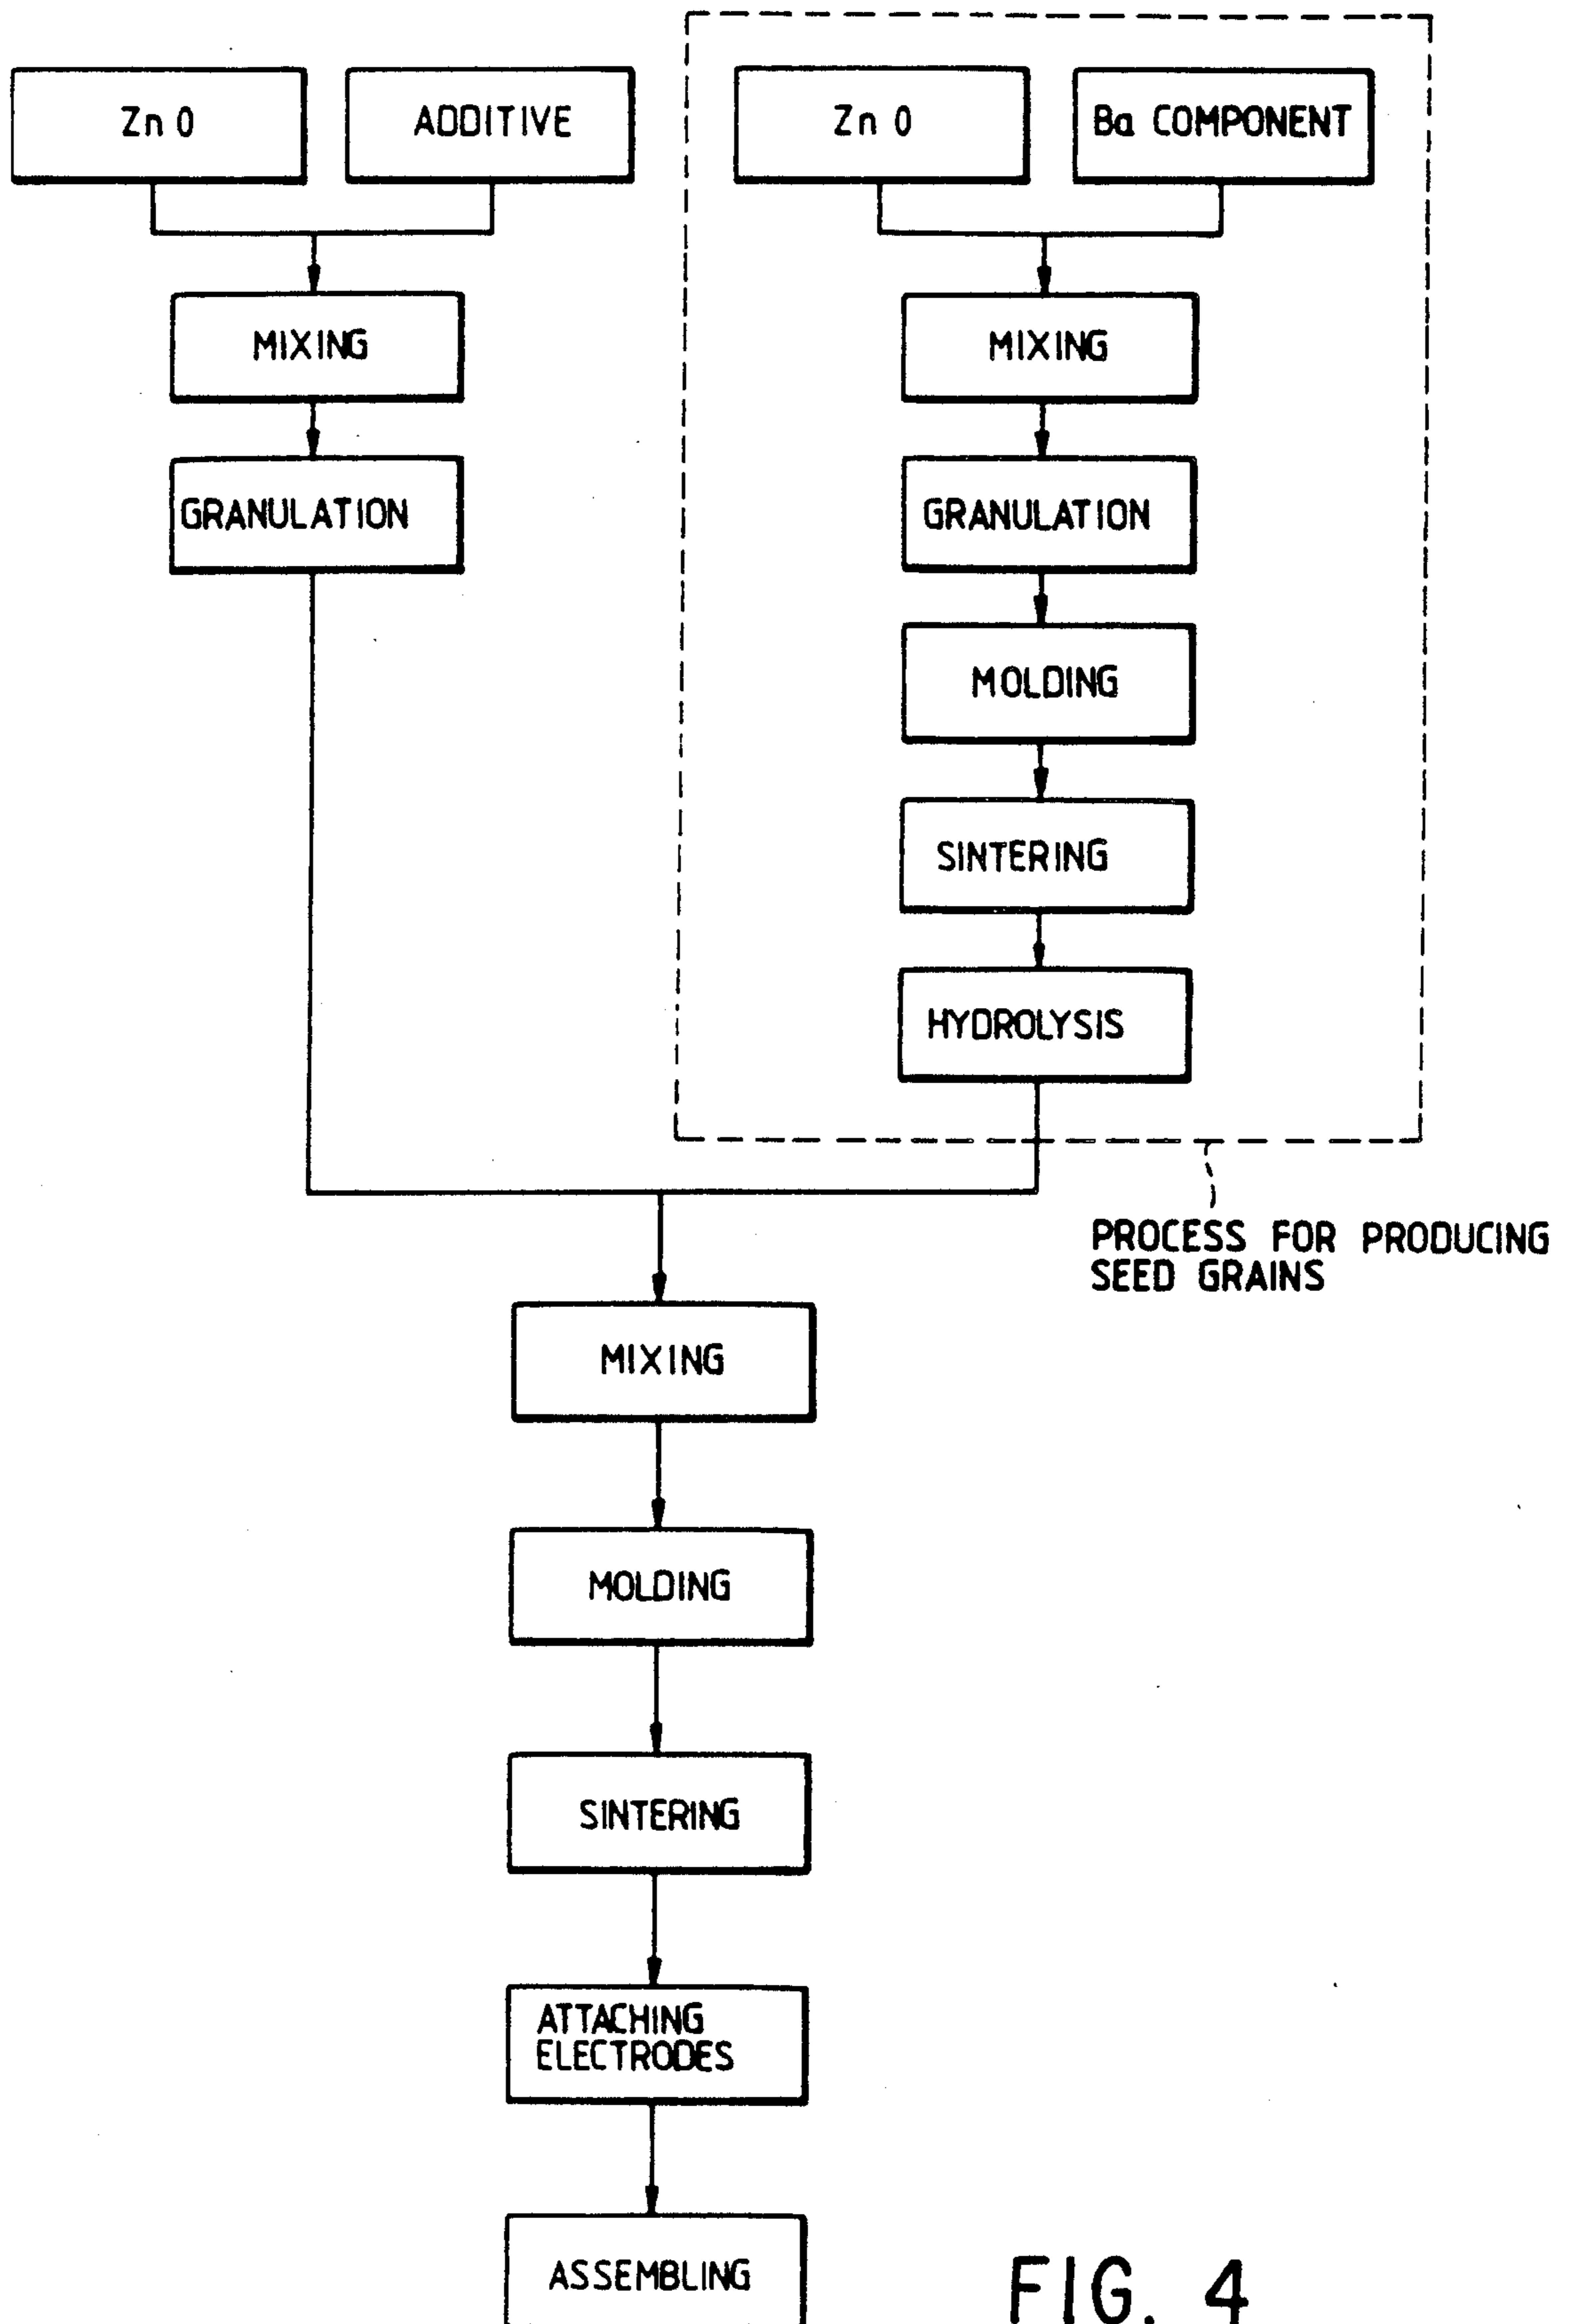 Zn O
ADDITIVE
MIXING
GRANULATION
Zn O
Ba COMPONENT
MIXING
GRANULATION
MOLDING
SINTERING
HYDROLYSIS
PROCESS FOR PRODUCING
SEED GRAINS
MIXING
MOLDING
SINTERING
ATTACHING
ELECTRODES
ASSEMBLING
FIG. 4